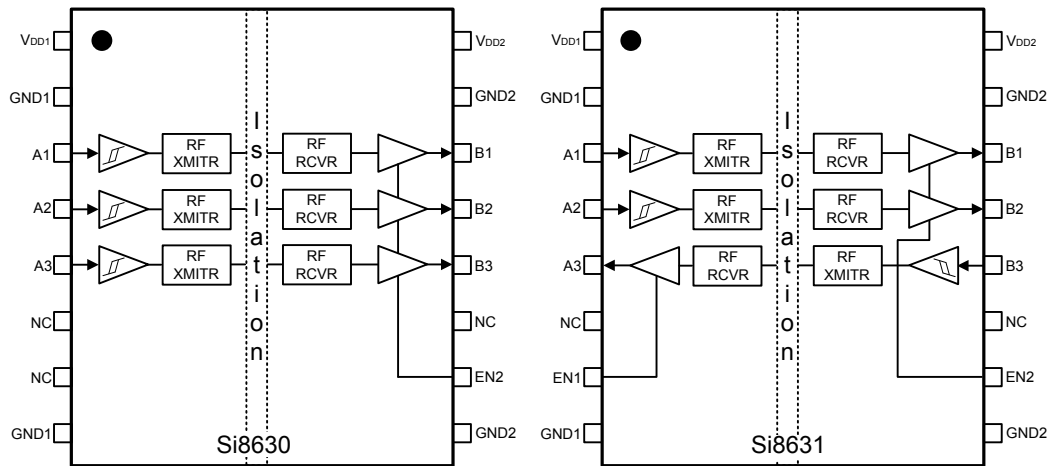 VDD1
VDD2
GND1
GND2
A1
RF XMITR
RF RCVR
B1
A2
RF XMITR
RF RCVR
B2
A3
RF XMITR
RF RCVR
B3
NC
NC
NC
EN2
GND1
GND2
Isolation
Si8630
VDD1
VDD2
GND1
GND2
A1
RF XMITR
RF RCVR
B1
A2
RF XMITR
RF RCVR
B2
A3
RF RCVR
RF XMITR
B3
NC
NC
EN1
EN2
GND1
GND2
Isolation
Si8631